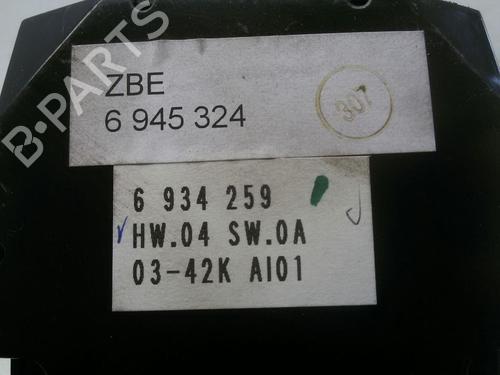 ZBE
6 945 324
307
6 934 259
HW.04 SW.0A
03-42K AI01
B-PARTS